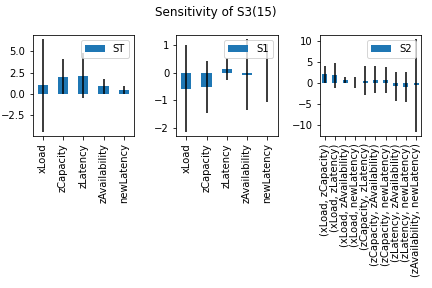 Sensitivity of S3(15)
ST
5.0
2.5
0.0
−2.5
xLoad
zCapacity
zLatency
zAvailability
newLatency
S1
1
0
−1
−2
xLoad
zCapacity
zLatency
zAvailability
newLatency
S2
10
5
0
−5
−10
(xLoad, zCapacity)
(xLoad, zLatency)
(xLoad, zAvailability)
(xLoad, newLatency)
(zCapacity, zLatency)
(zCapacity, zAvailability)
(zCapacity, newLatency)
(zLatency, zAvailability)
(zLatency, newLatency)
(zAvailability, newLatency)